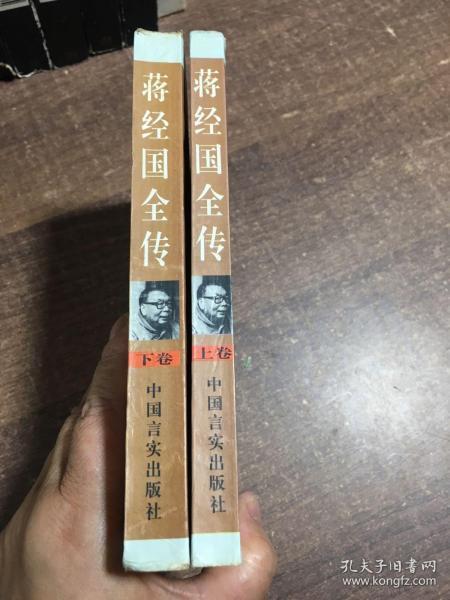 蒋经国全传
下卷
中国言实出版社
蒋经国全传
上卷
中国言实出版社
孔夫子旧书网
www.kongfz.com